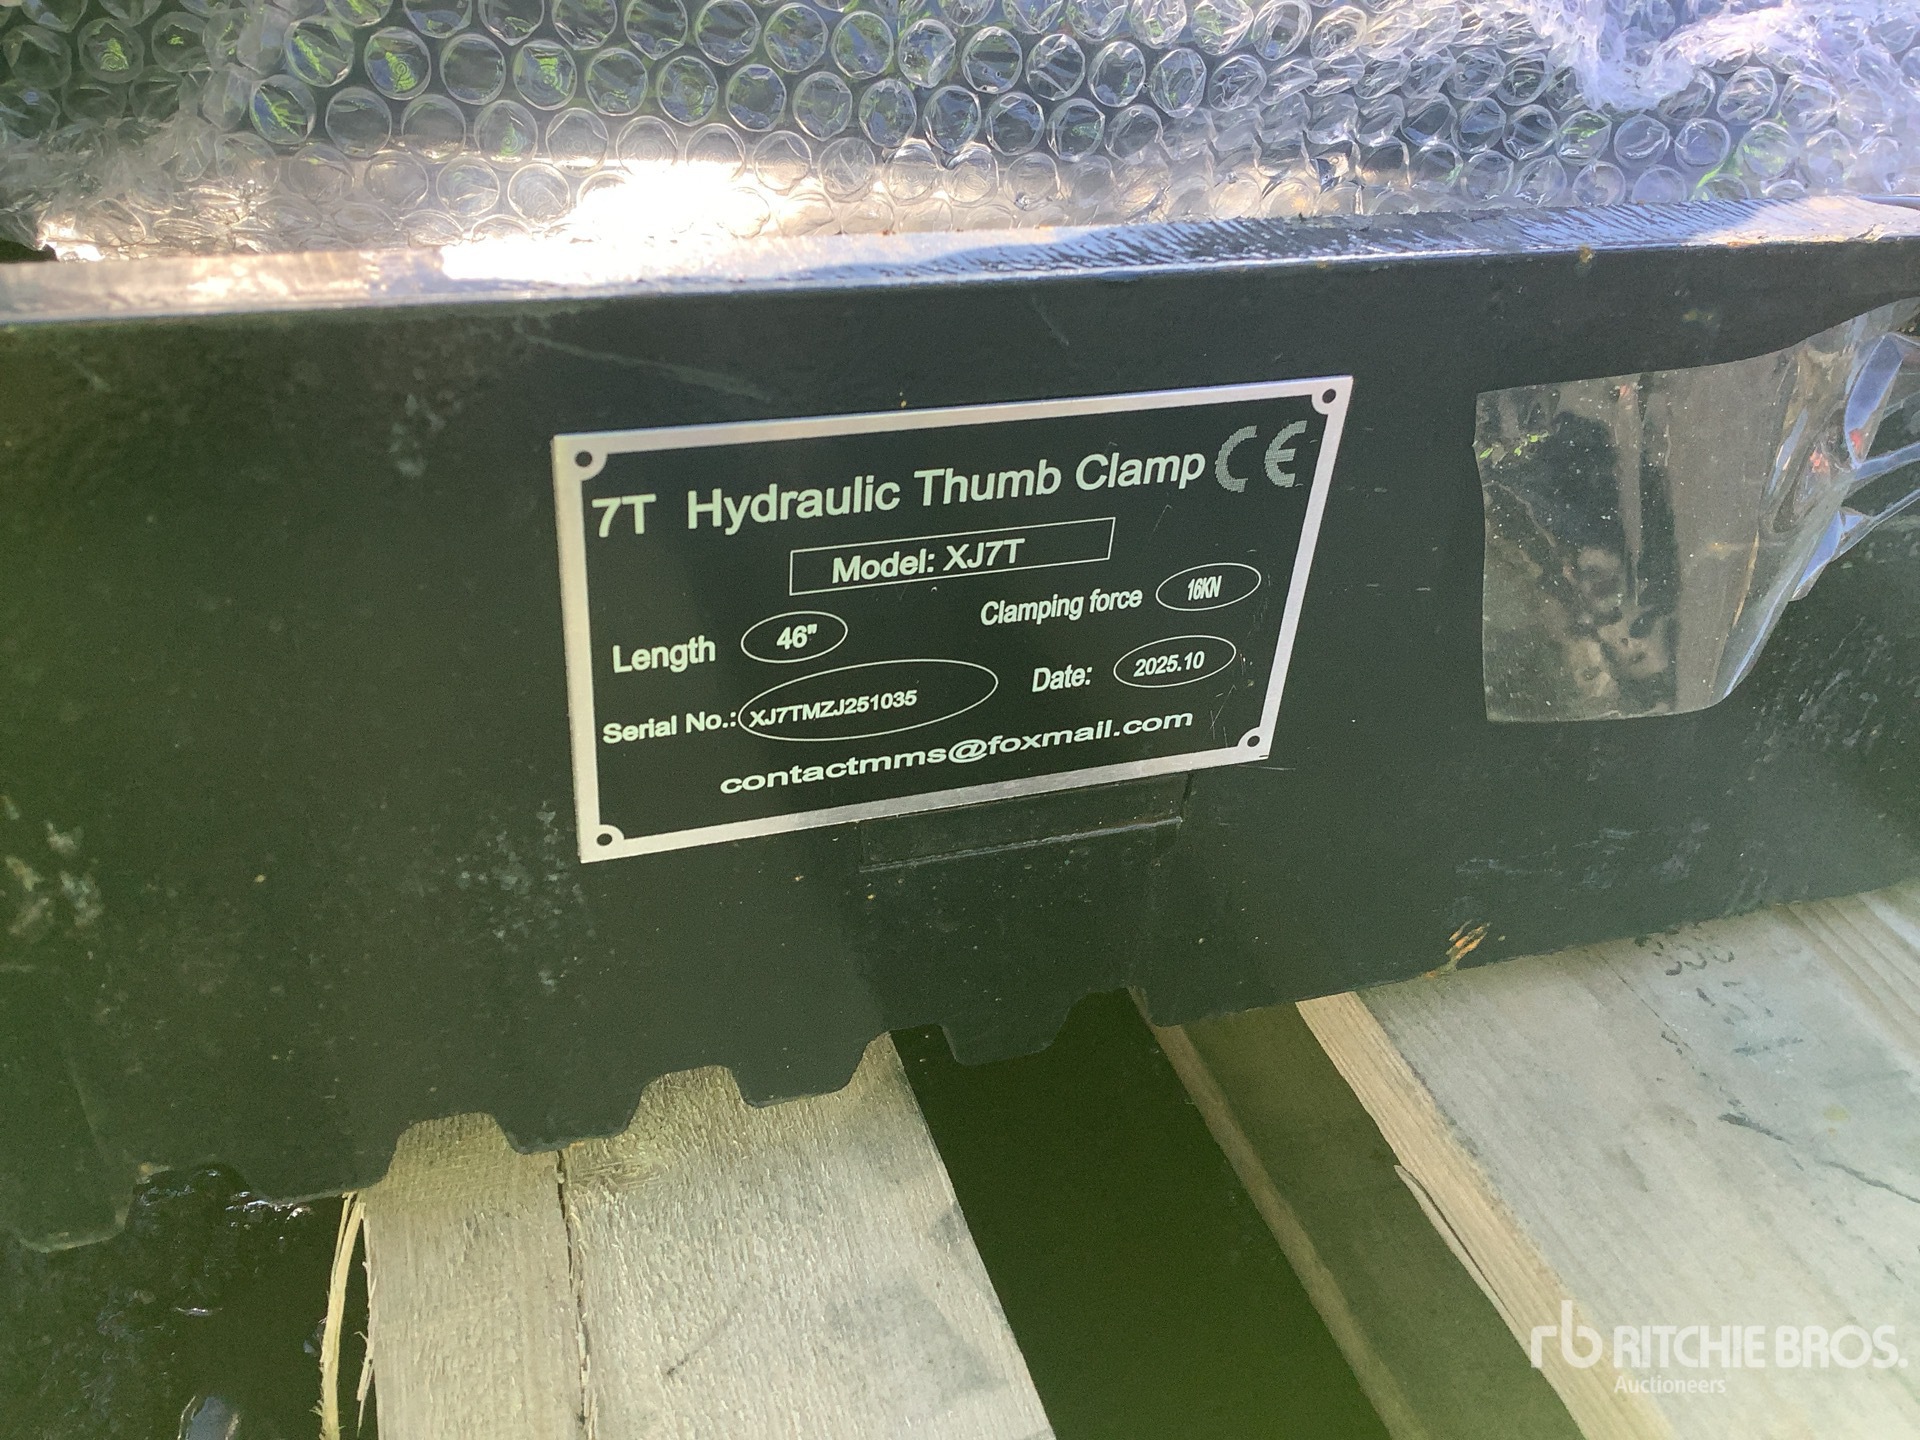 7T Hydraulic Thumb Clamp CE
Model: XJ7T
Length 46" Clamping force 16KN
Serial No.: XJ7TMZJ251035 Date: 2025.10
contactmms@foxmail.com
rb RITCHIE BROS.
Auctioneers